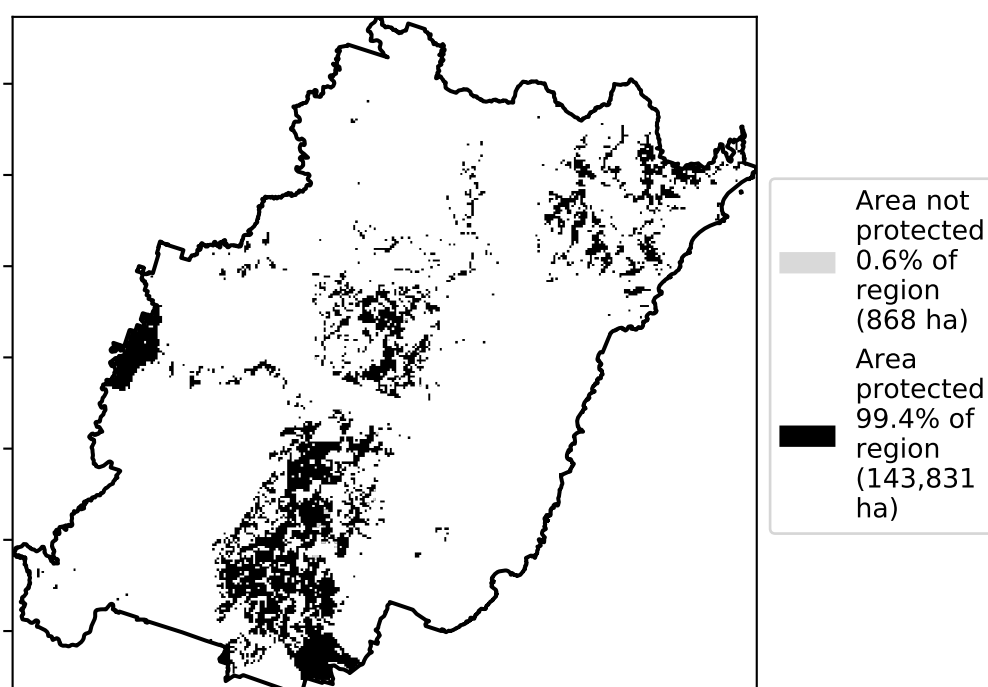 Area not
protected
0.6% of
region
(868 ha)
Area
protected
99.4% of
region
(143,831
ha)